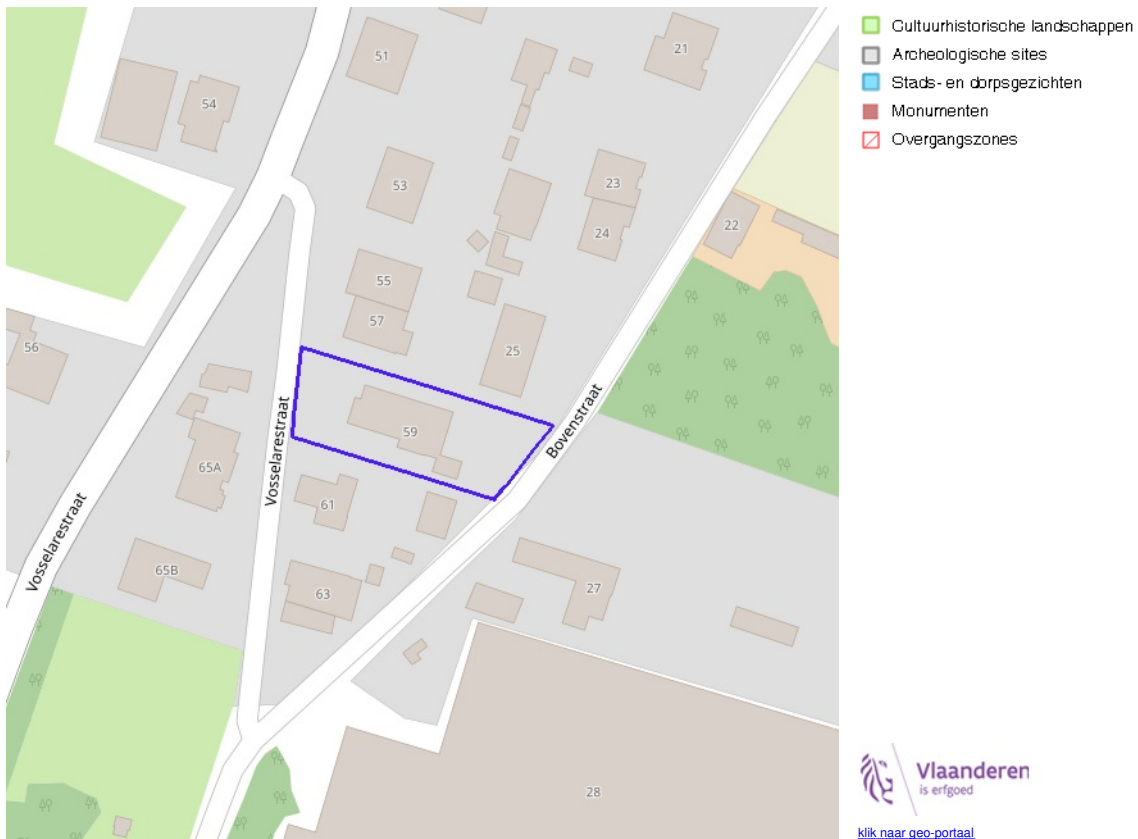 Cultuurhistorische landschappen
Archeologische sites
Stads- en dorpsgezichten
Monumenten
Overgangszones
51
21
54
53
23
24
22
55
57
25
56
59
Bovenstraat
Vosselarestraat
65A
61
Vosselarestraat
65B
63
27
28
Vlaanderen
is erfgoed
klik naar geo-portaal